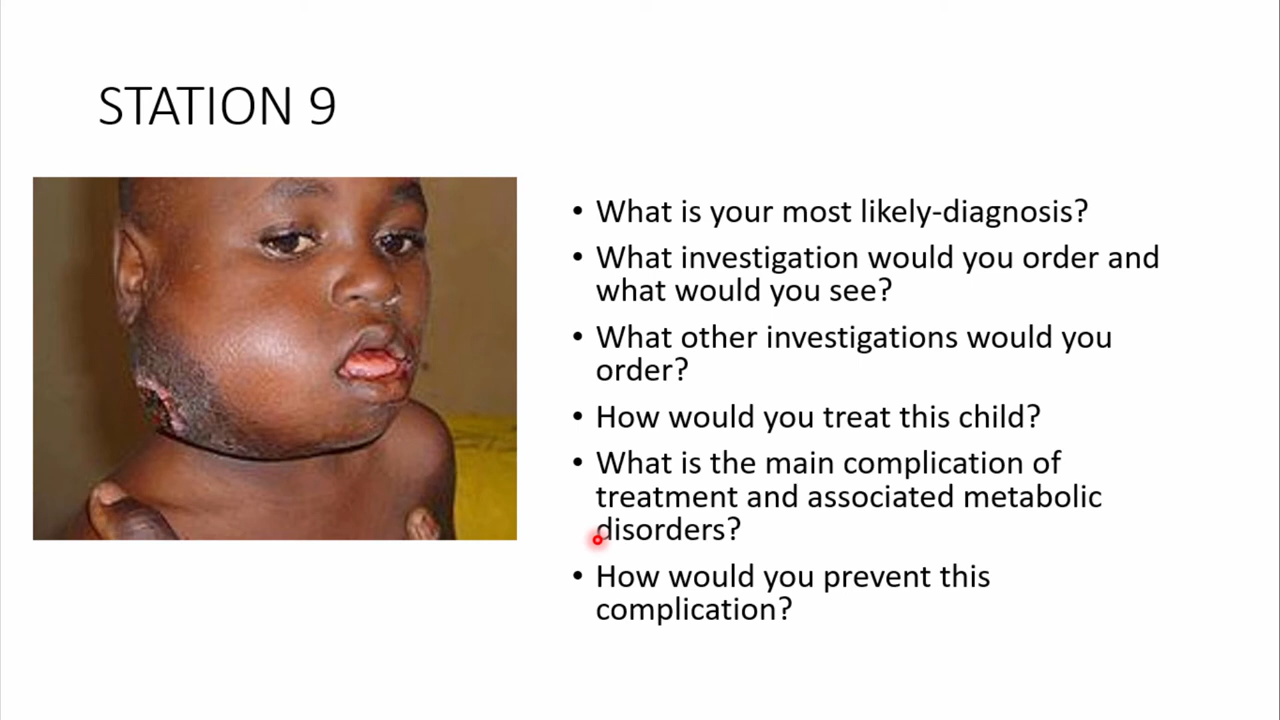 STATION 9
• What is your most likely-diagnosis?
• What investigation would you order and
what would you see?
• What other investigations would you
order?
• How would you treat this child?
• What is the main complication of
treatment and associated metabolic
disorders?
• How would you prevent this
complication?